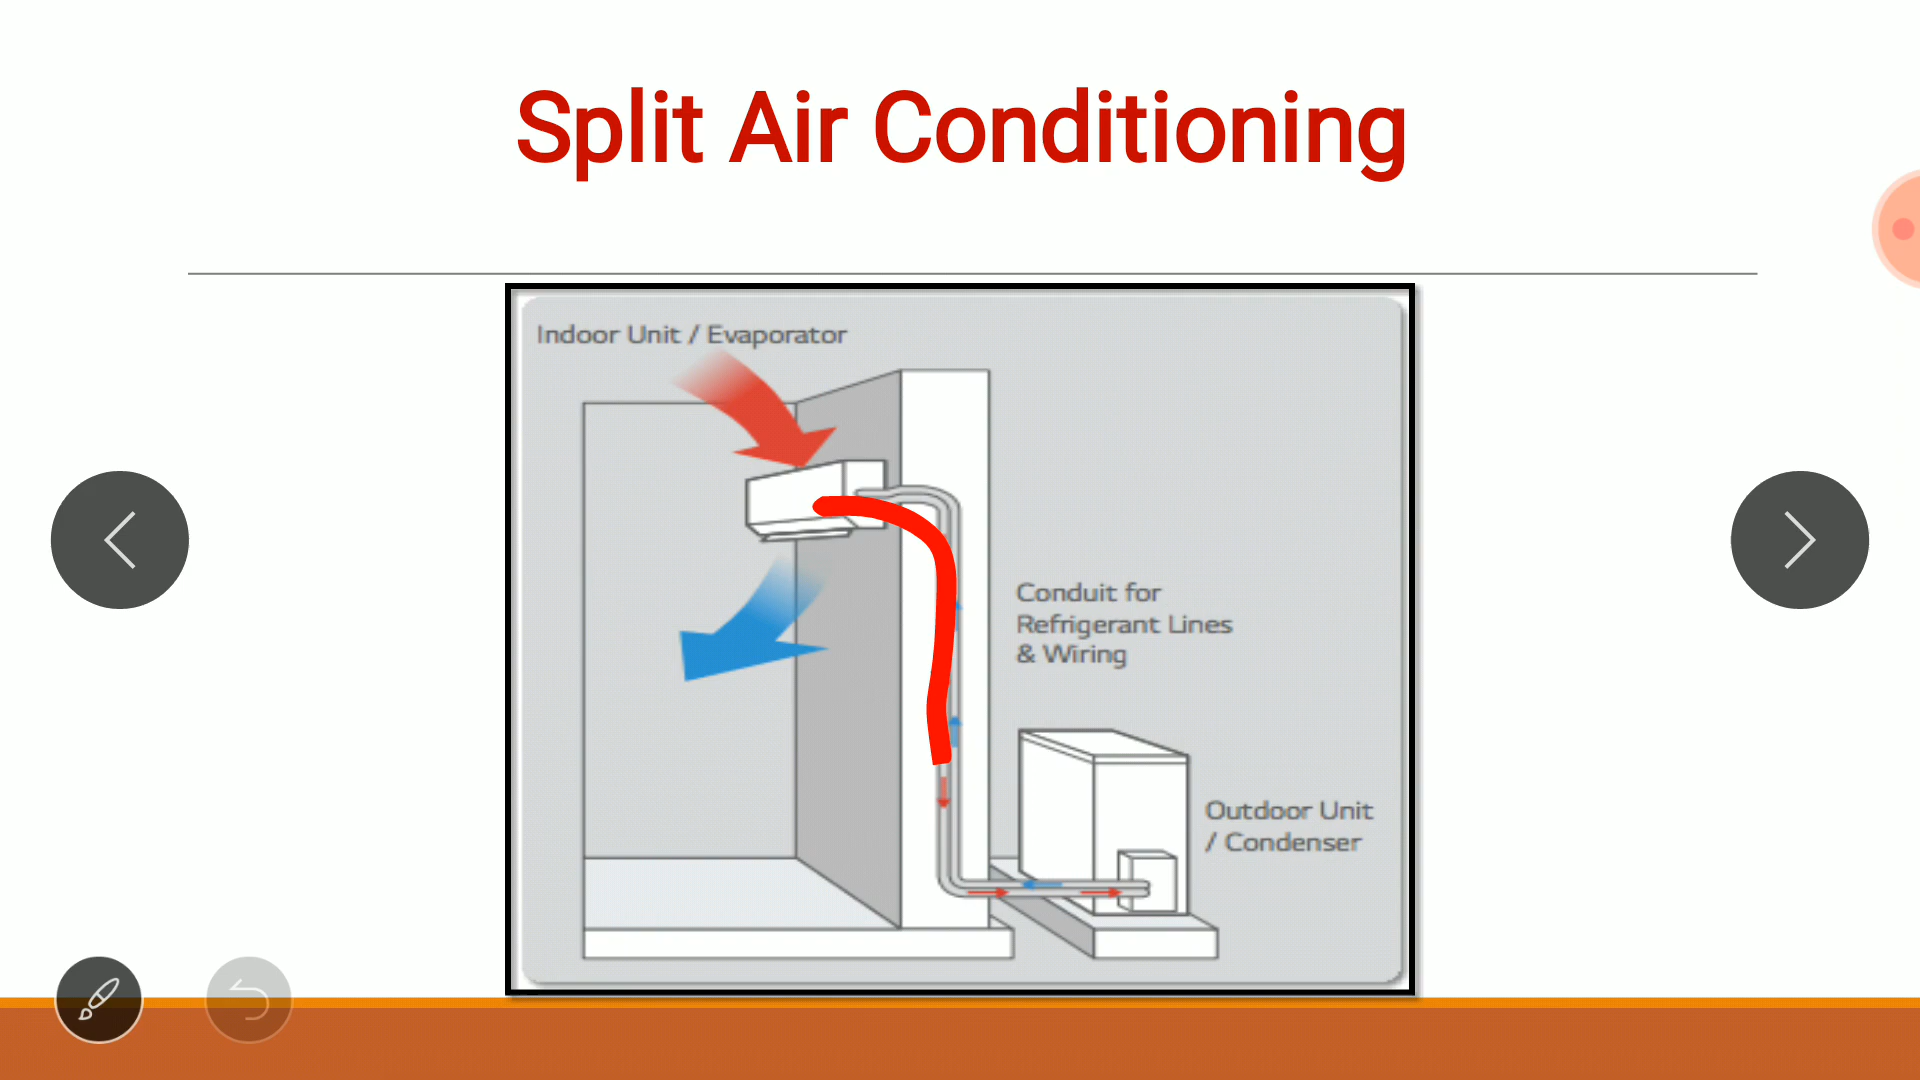 Split Air Conditioning
Indoor Unit / Evaporator
Conduit for
Refrigerant Lines
& Wiring
Outdoor Unit
/ Condenser